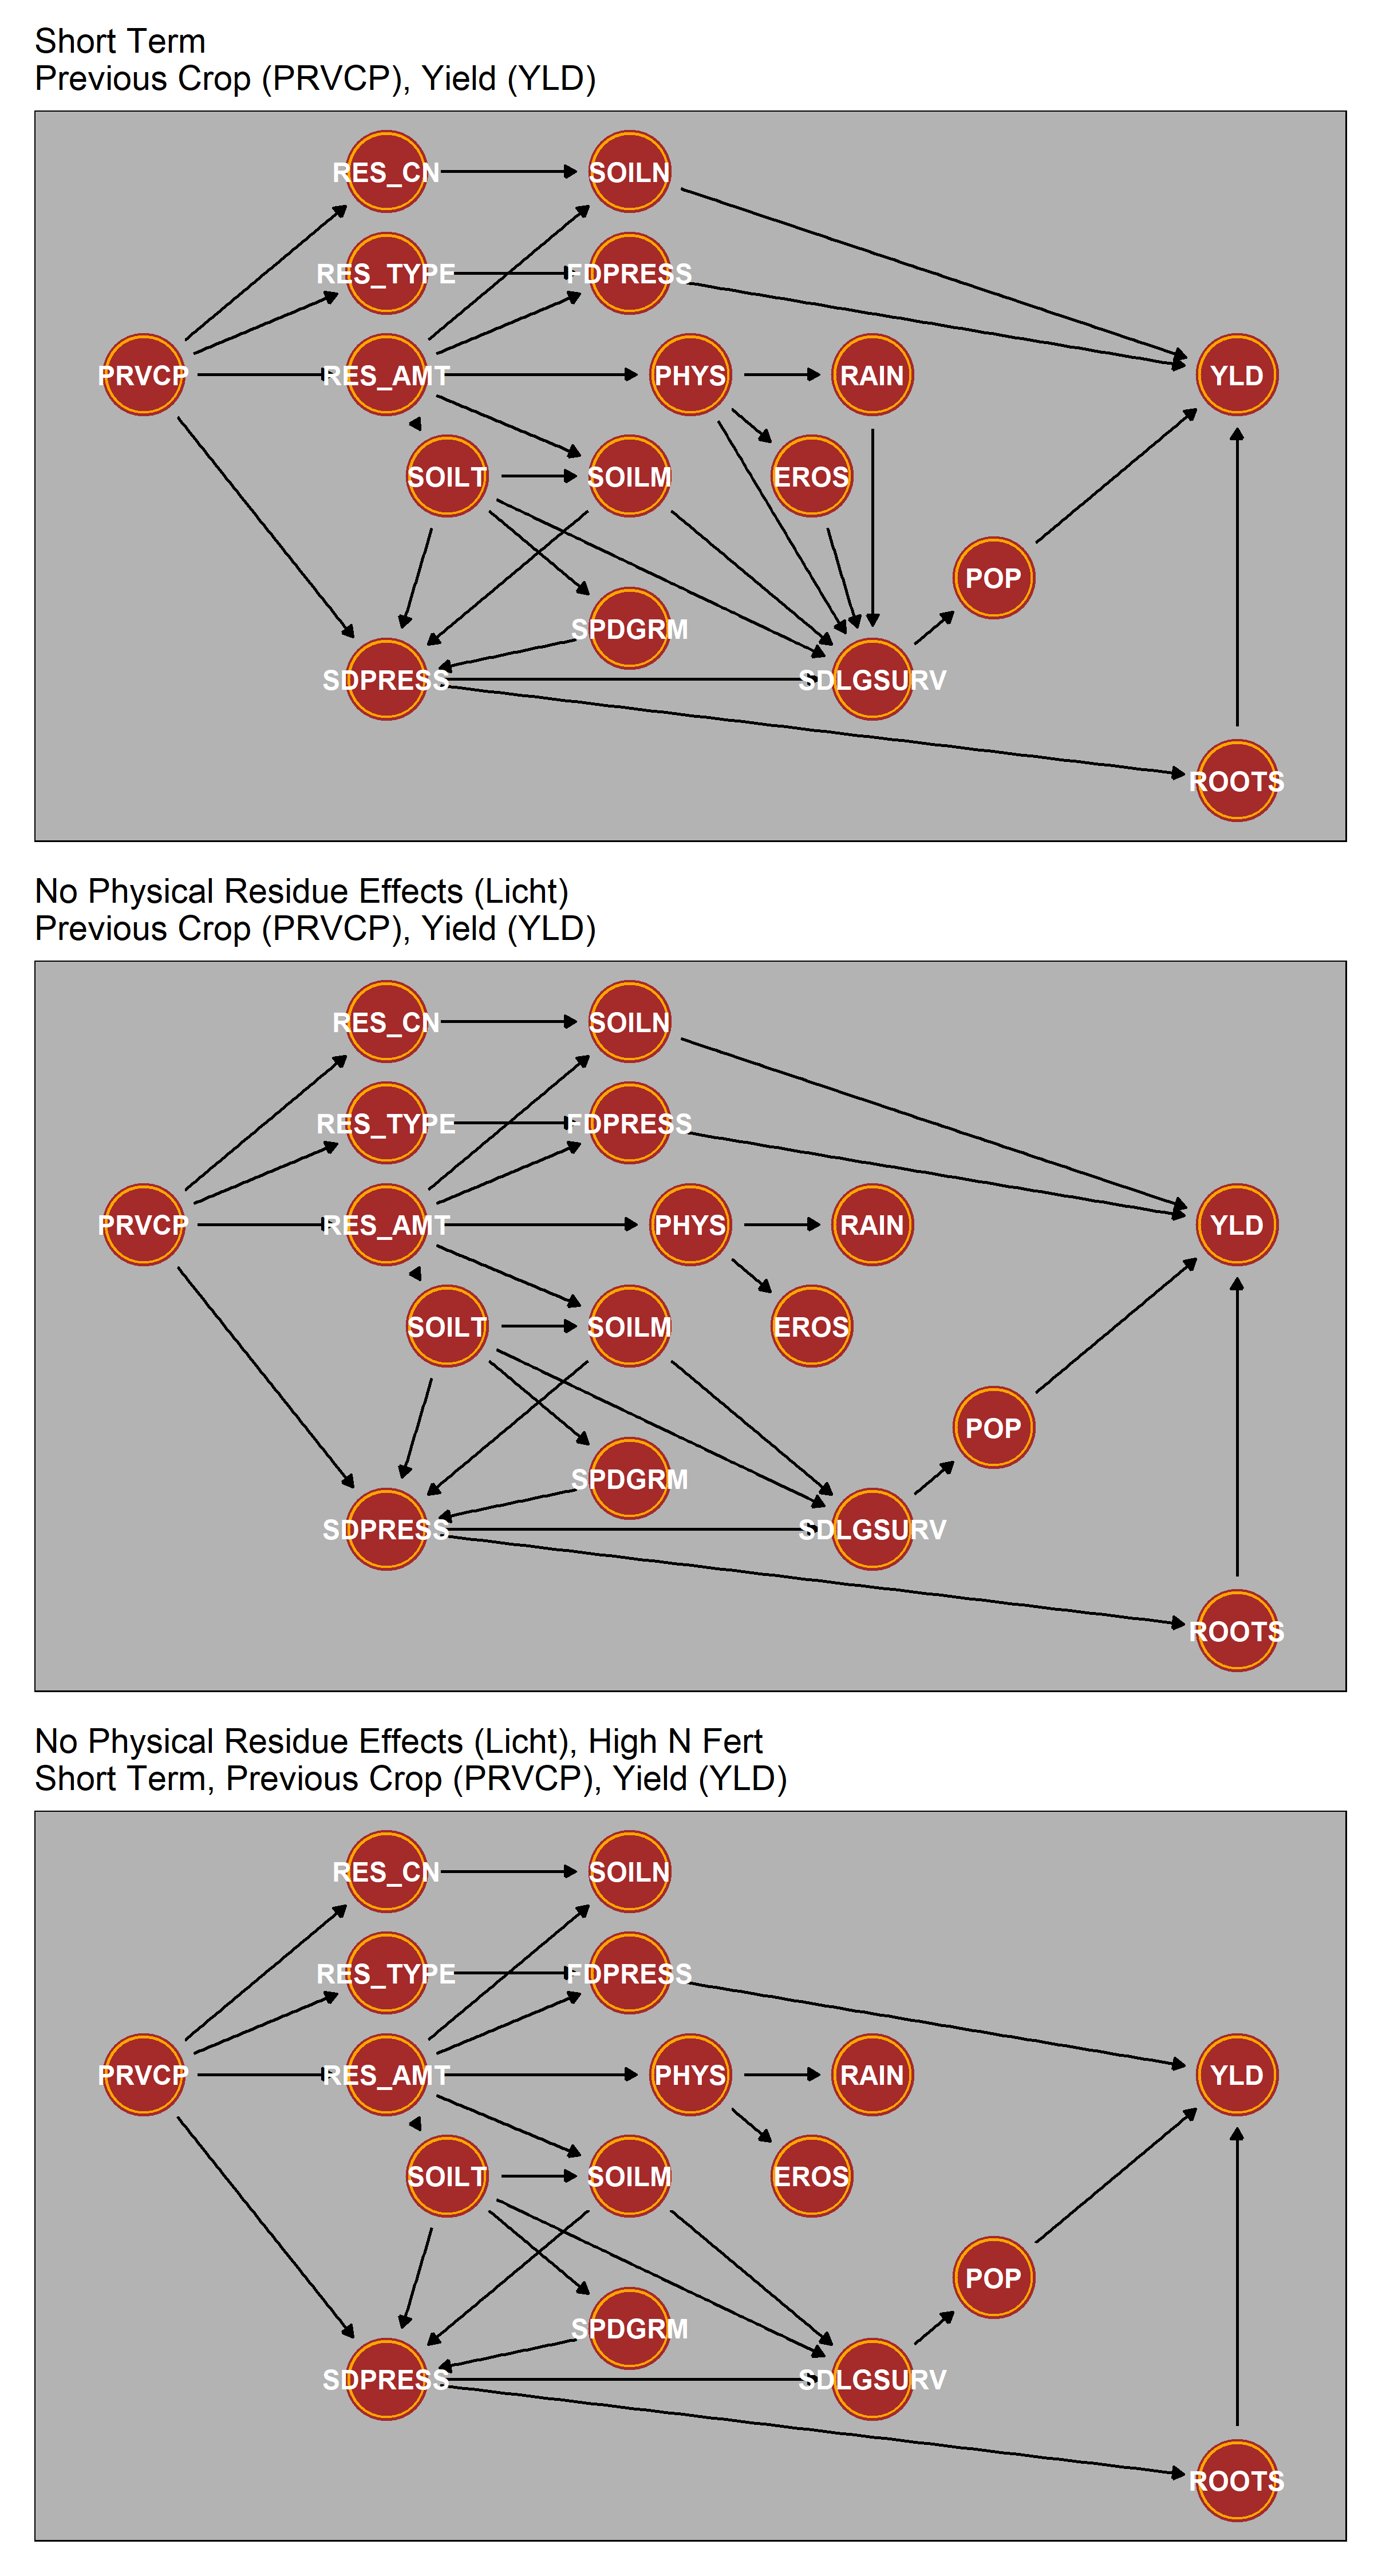 Short Term
Previous Crop (PRVCP), Yield (YLD)
RES_CN SOILN
RES_TYPE FDPRESS
PRVCP RES_AMT PHYS RAIN YLD
SOILT SOILM EROS
POP
SPDGRM
SDPRESS SDLGSURV
ROOTS
No Physical Residue Effects (Licht)
Previous Crop (PRVCP), Yield (YLD)
RES_CN SOILN
RES_TYPE FDPRESS
PRVCP RES_AMT PHYS RAIN YLD
SOILT SOILM EROS
POP
SPDGRM
SDPRESS SDLGSURV
ROOTS
No Physical Residue Effects (Licht), High N Fert
Short Term, Previous Crop (PRVCP), Yield (YLD)
RES_CN SOILN
RES_TYPE FDPRESS
PRVCP RES_AMT PHYS RAIN YLD
SOILT SOILM EROS
POP
SPDGRM
SDPRESS SDLGSURV
ROOTS